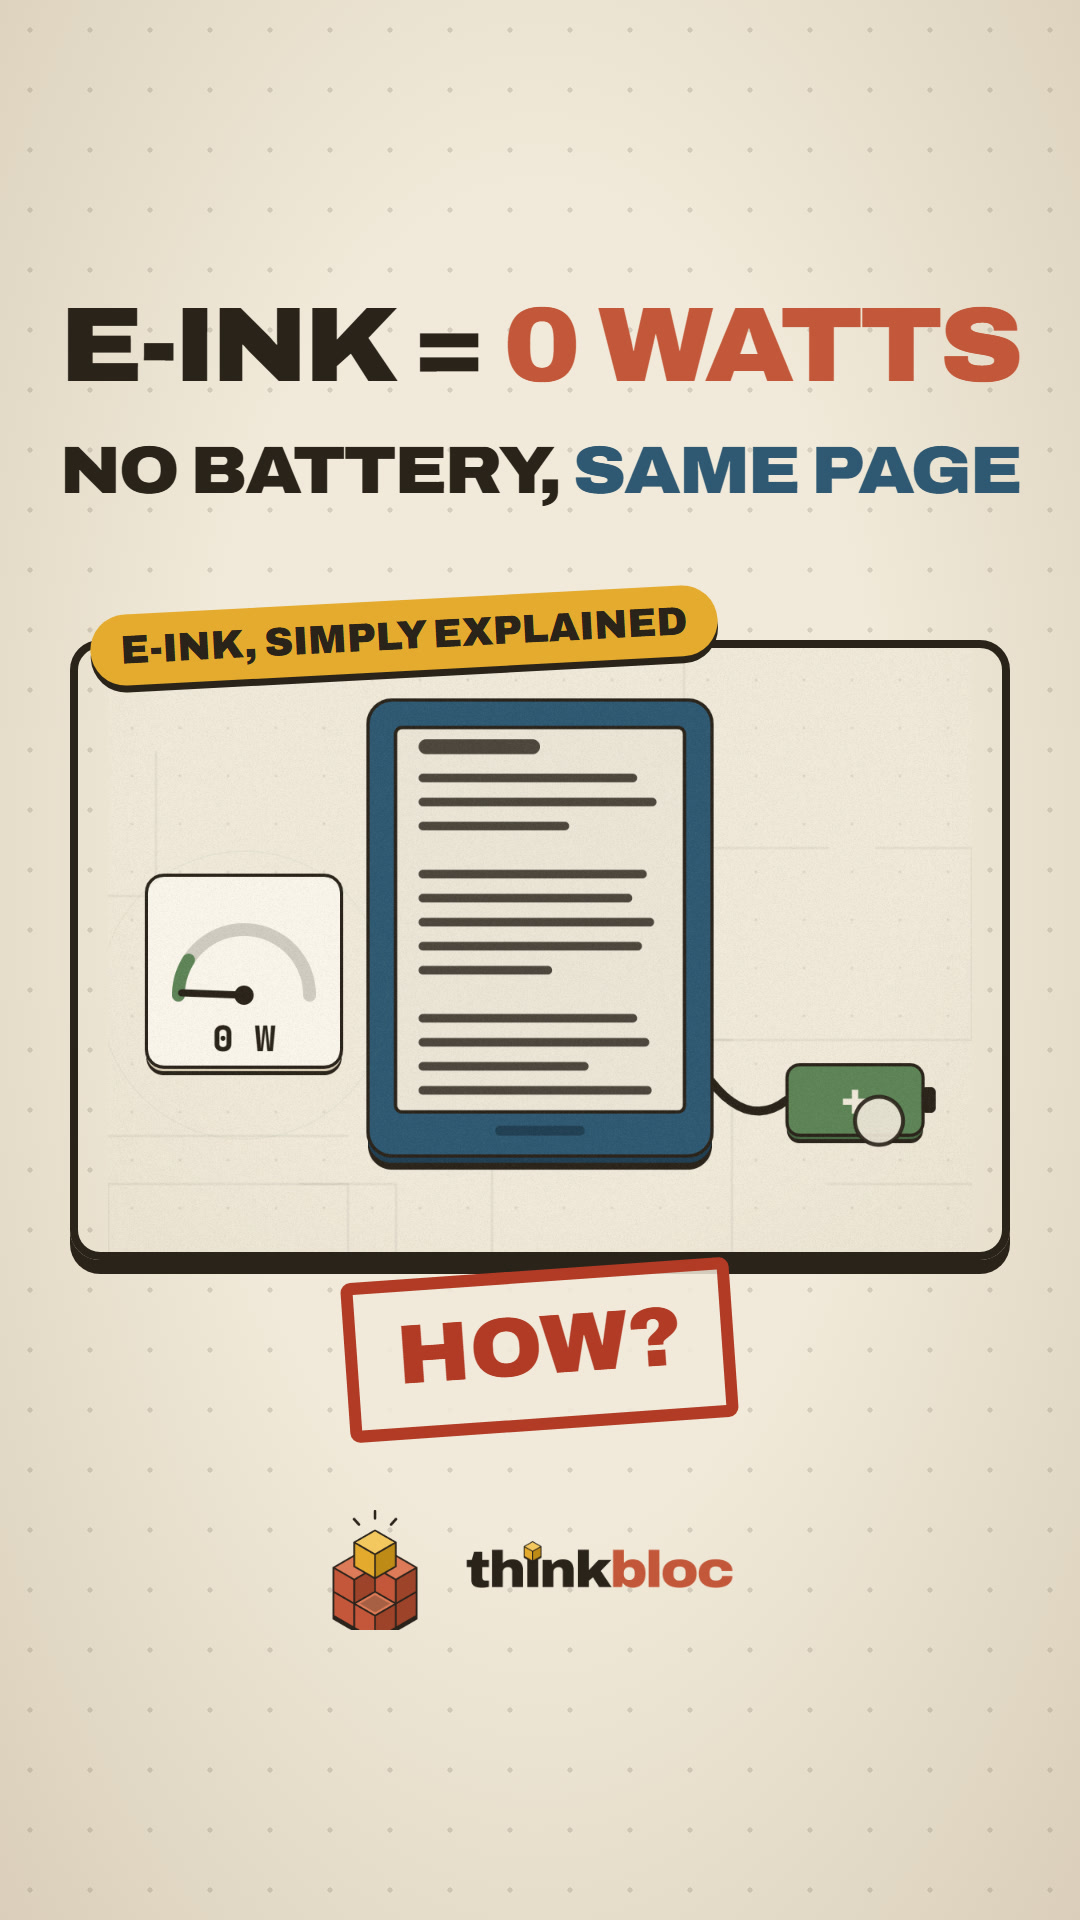 E-INK = 0 WATTS
NO BATTERY, SAME PAGE
E-INK, SIMPLY EXPLAINED
0 W
+
HOW?
thinkbloc